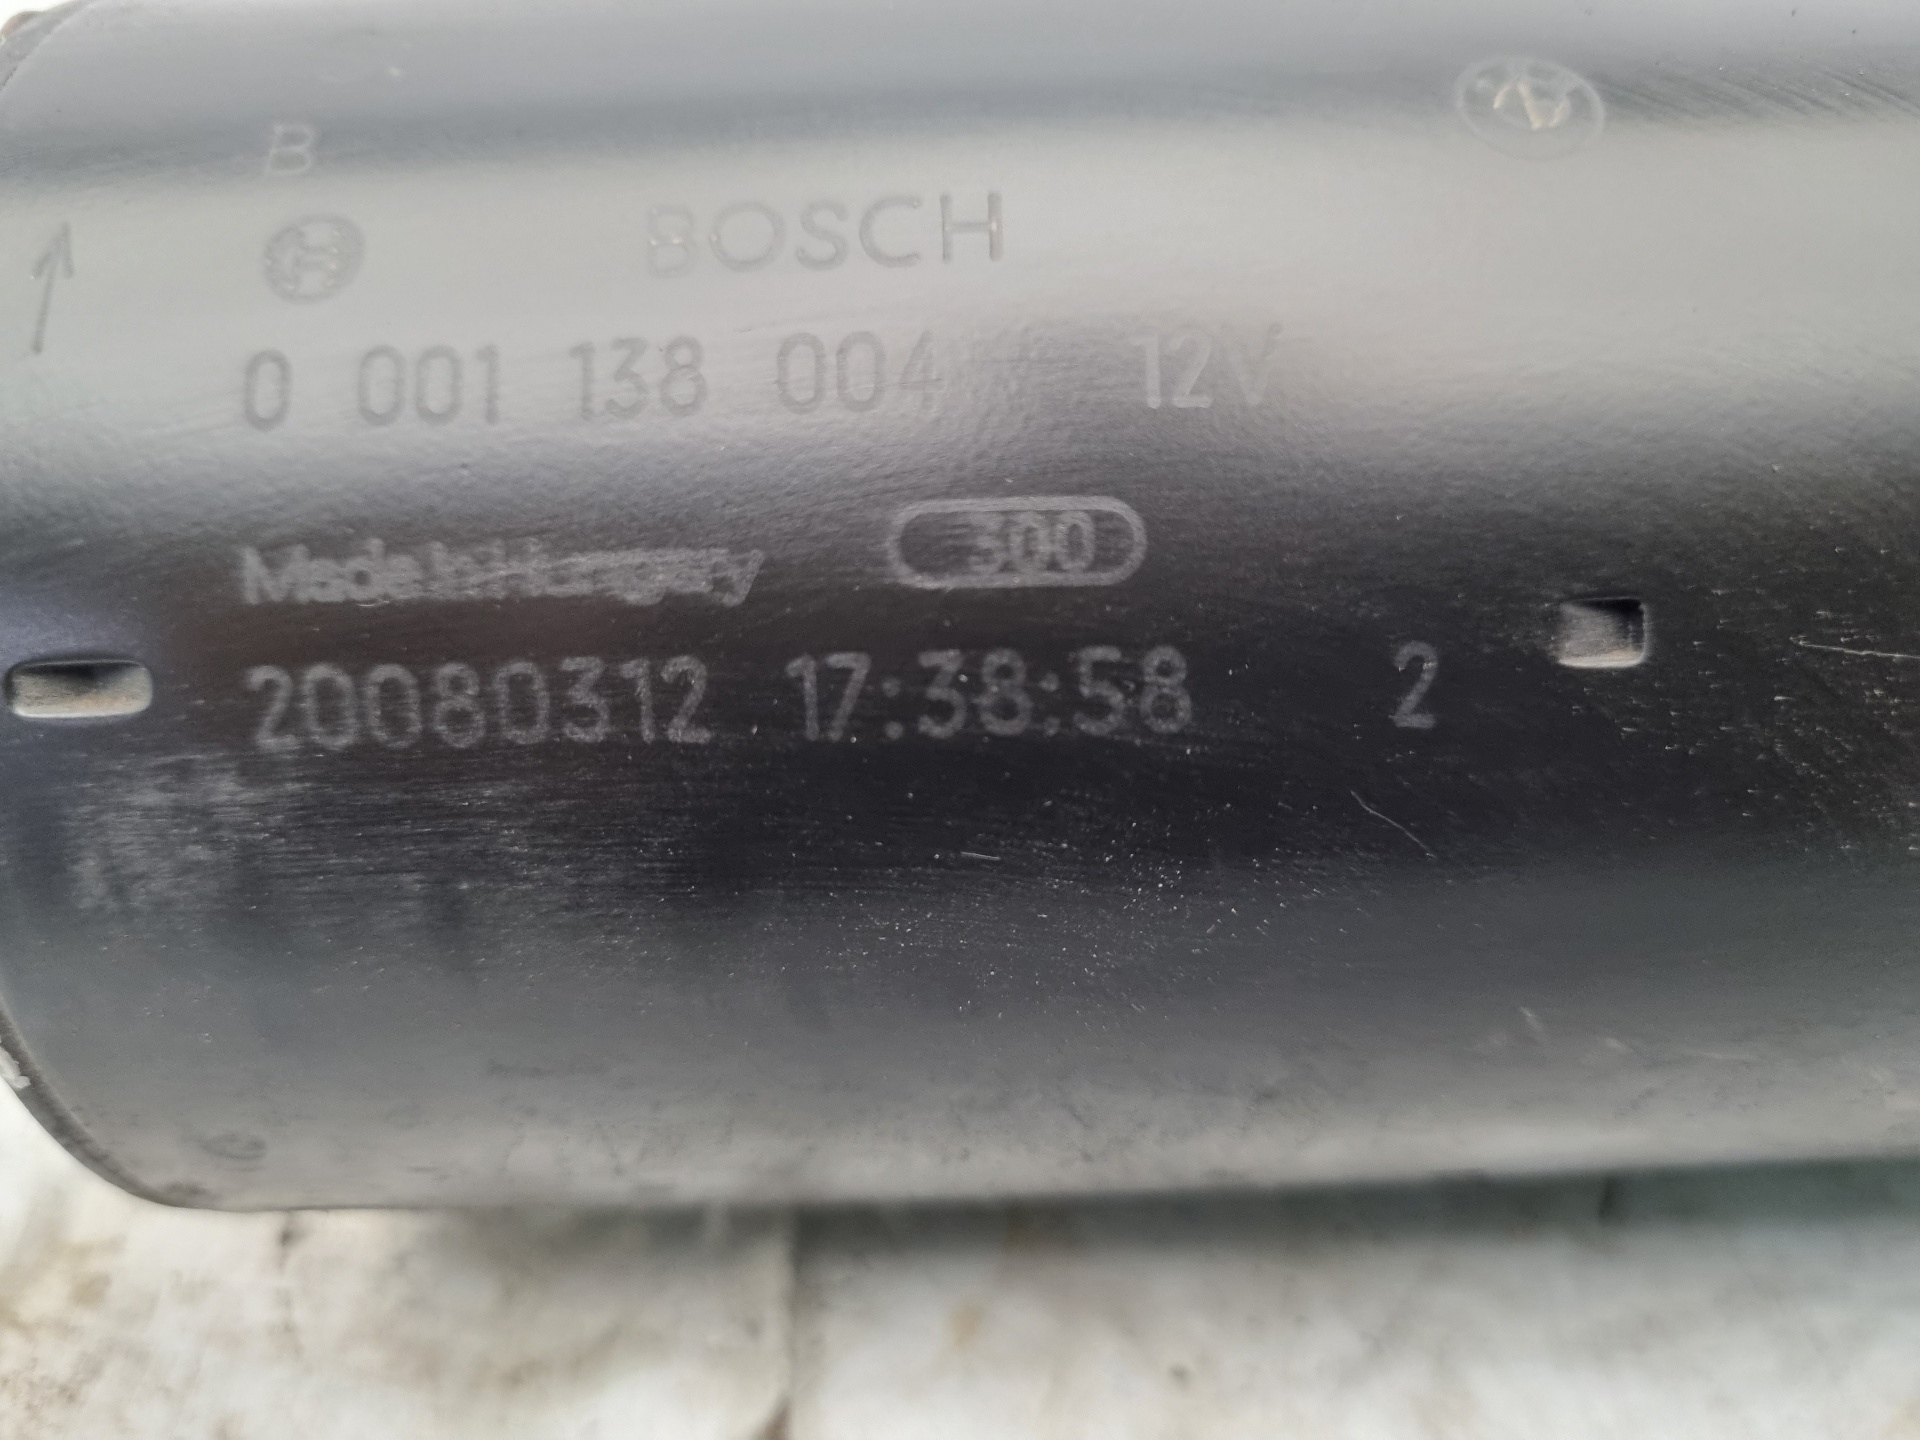 B
BOSCH
0 001 138 004 12V
Made in Hungary 300
20080312 17:38:58 2